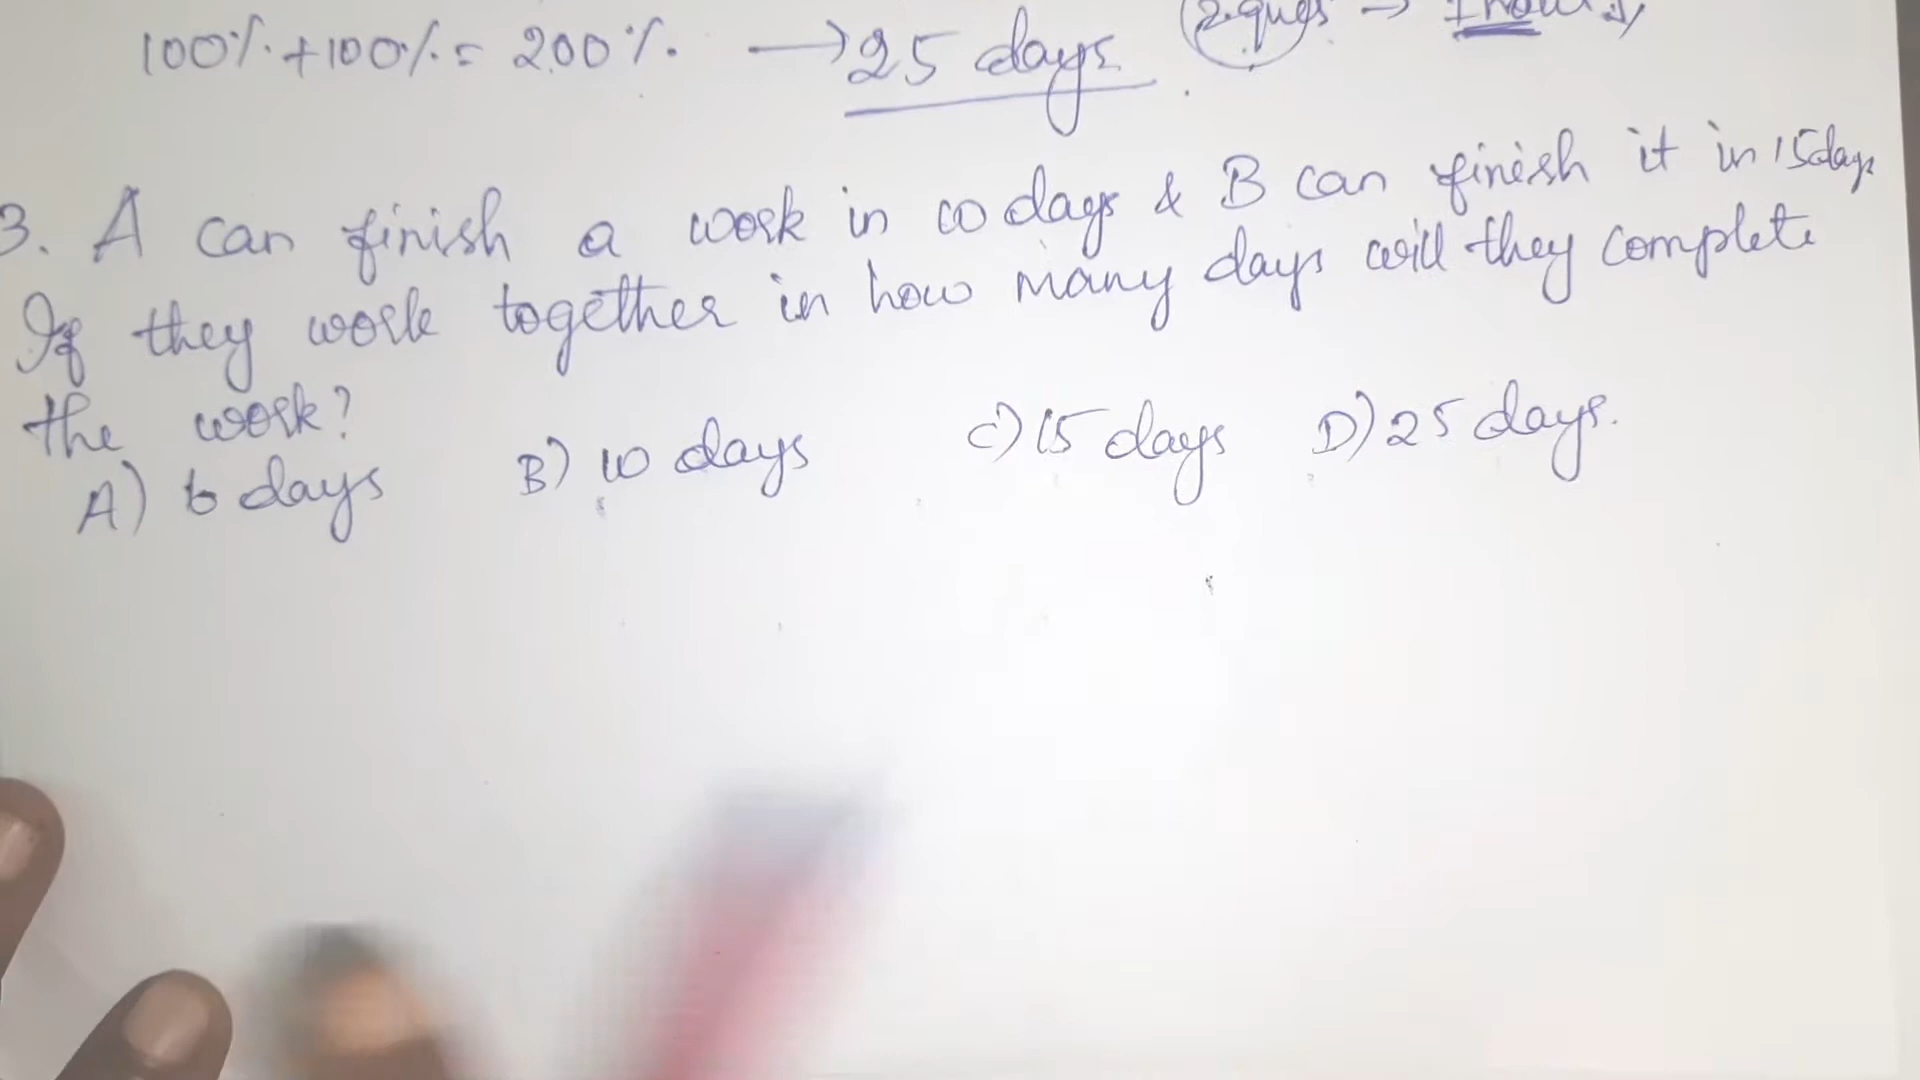 100% + 100% = 200% → 25 days 2 ques →
3. A can finish a work in 10 days & B can finish it in 15 days
If they work together in how many days will they complete
the work?
A) 6 days B) 10 days C) 15 days D) 25 days.